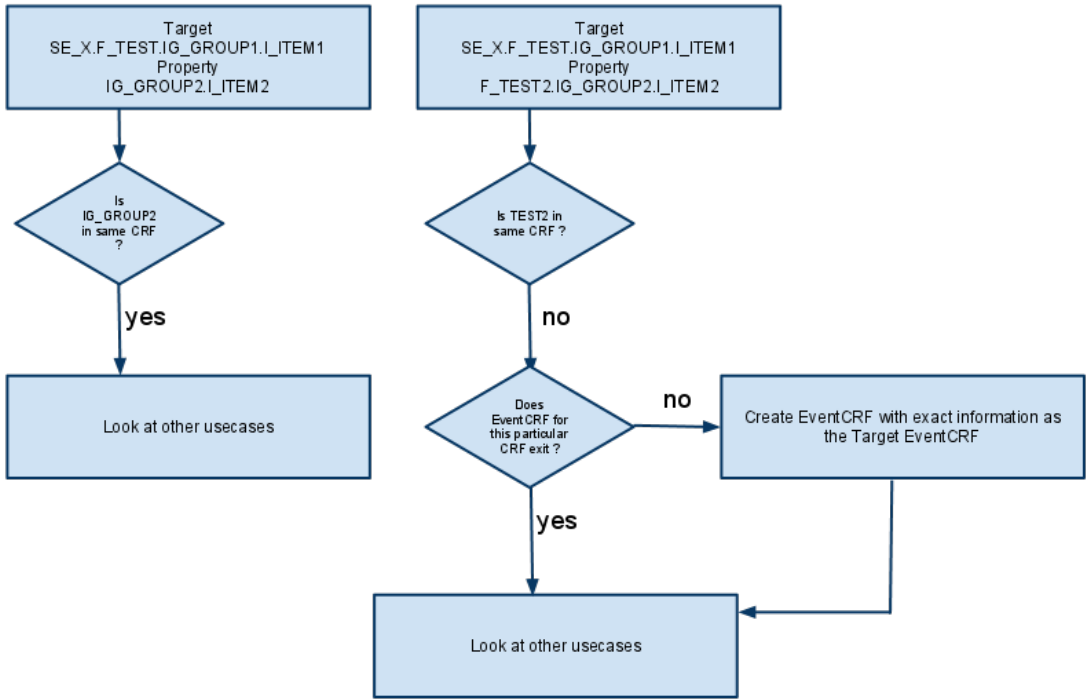 Target
SE_X.F_TEST.IG_GROUP1.I_ITEM1
Property
IG_GROUP2.I_ITEM2
Is
IG_GROUP2
in same CRF
?
yes
Look at other usecases
Target
SE_X.F_TEST.IG_GROUP1.I_ITEM1
Property
F_TEST2.IG_GROUP2.I_ITEM2
Is TEST2 in
same CRF ?
no
Does
EventCRF for
this particular
CRF exit ?
no
Create EventCRF with exact information as
the Target EventCRF
yes
Look at other usecases